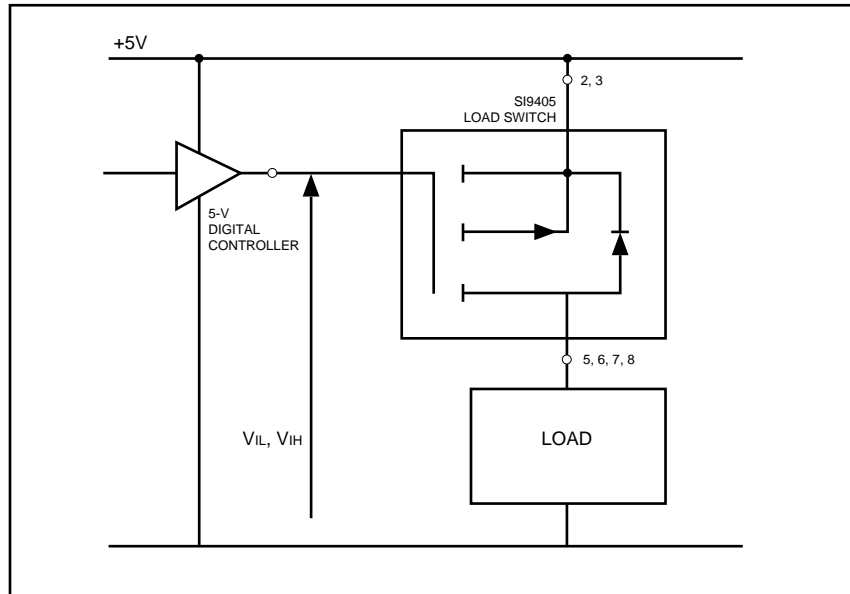 +5V
2, 3
SI9405
LOAD SWITCH
5-V
DIGITAL
CONTROLLER
5, 6, 7, 8
VIL, VIH
LOAD